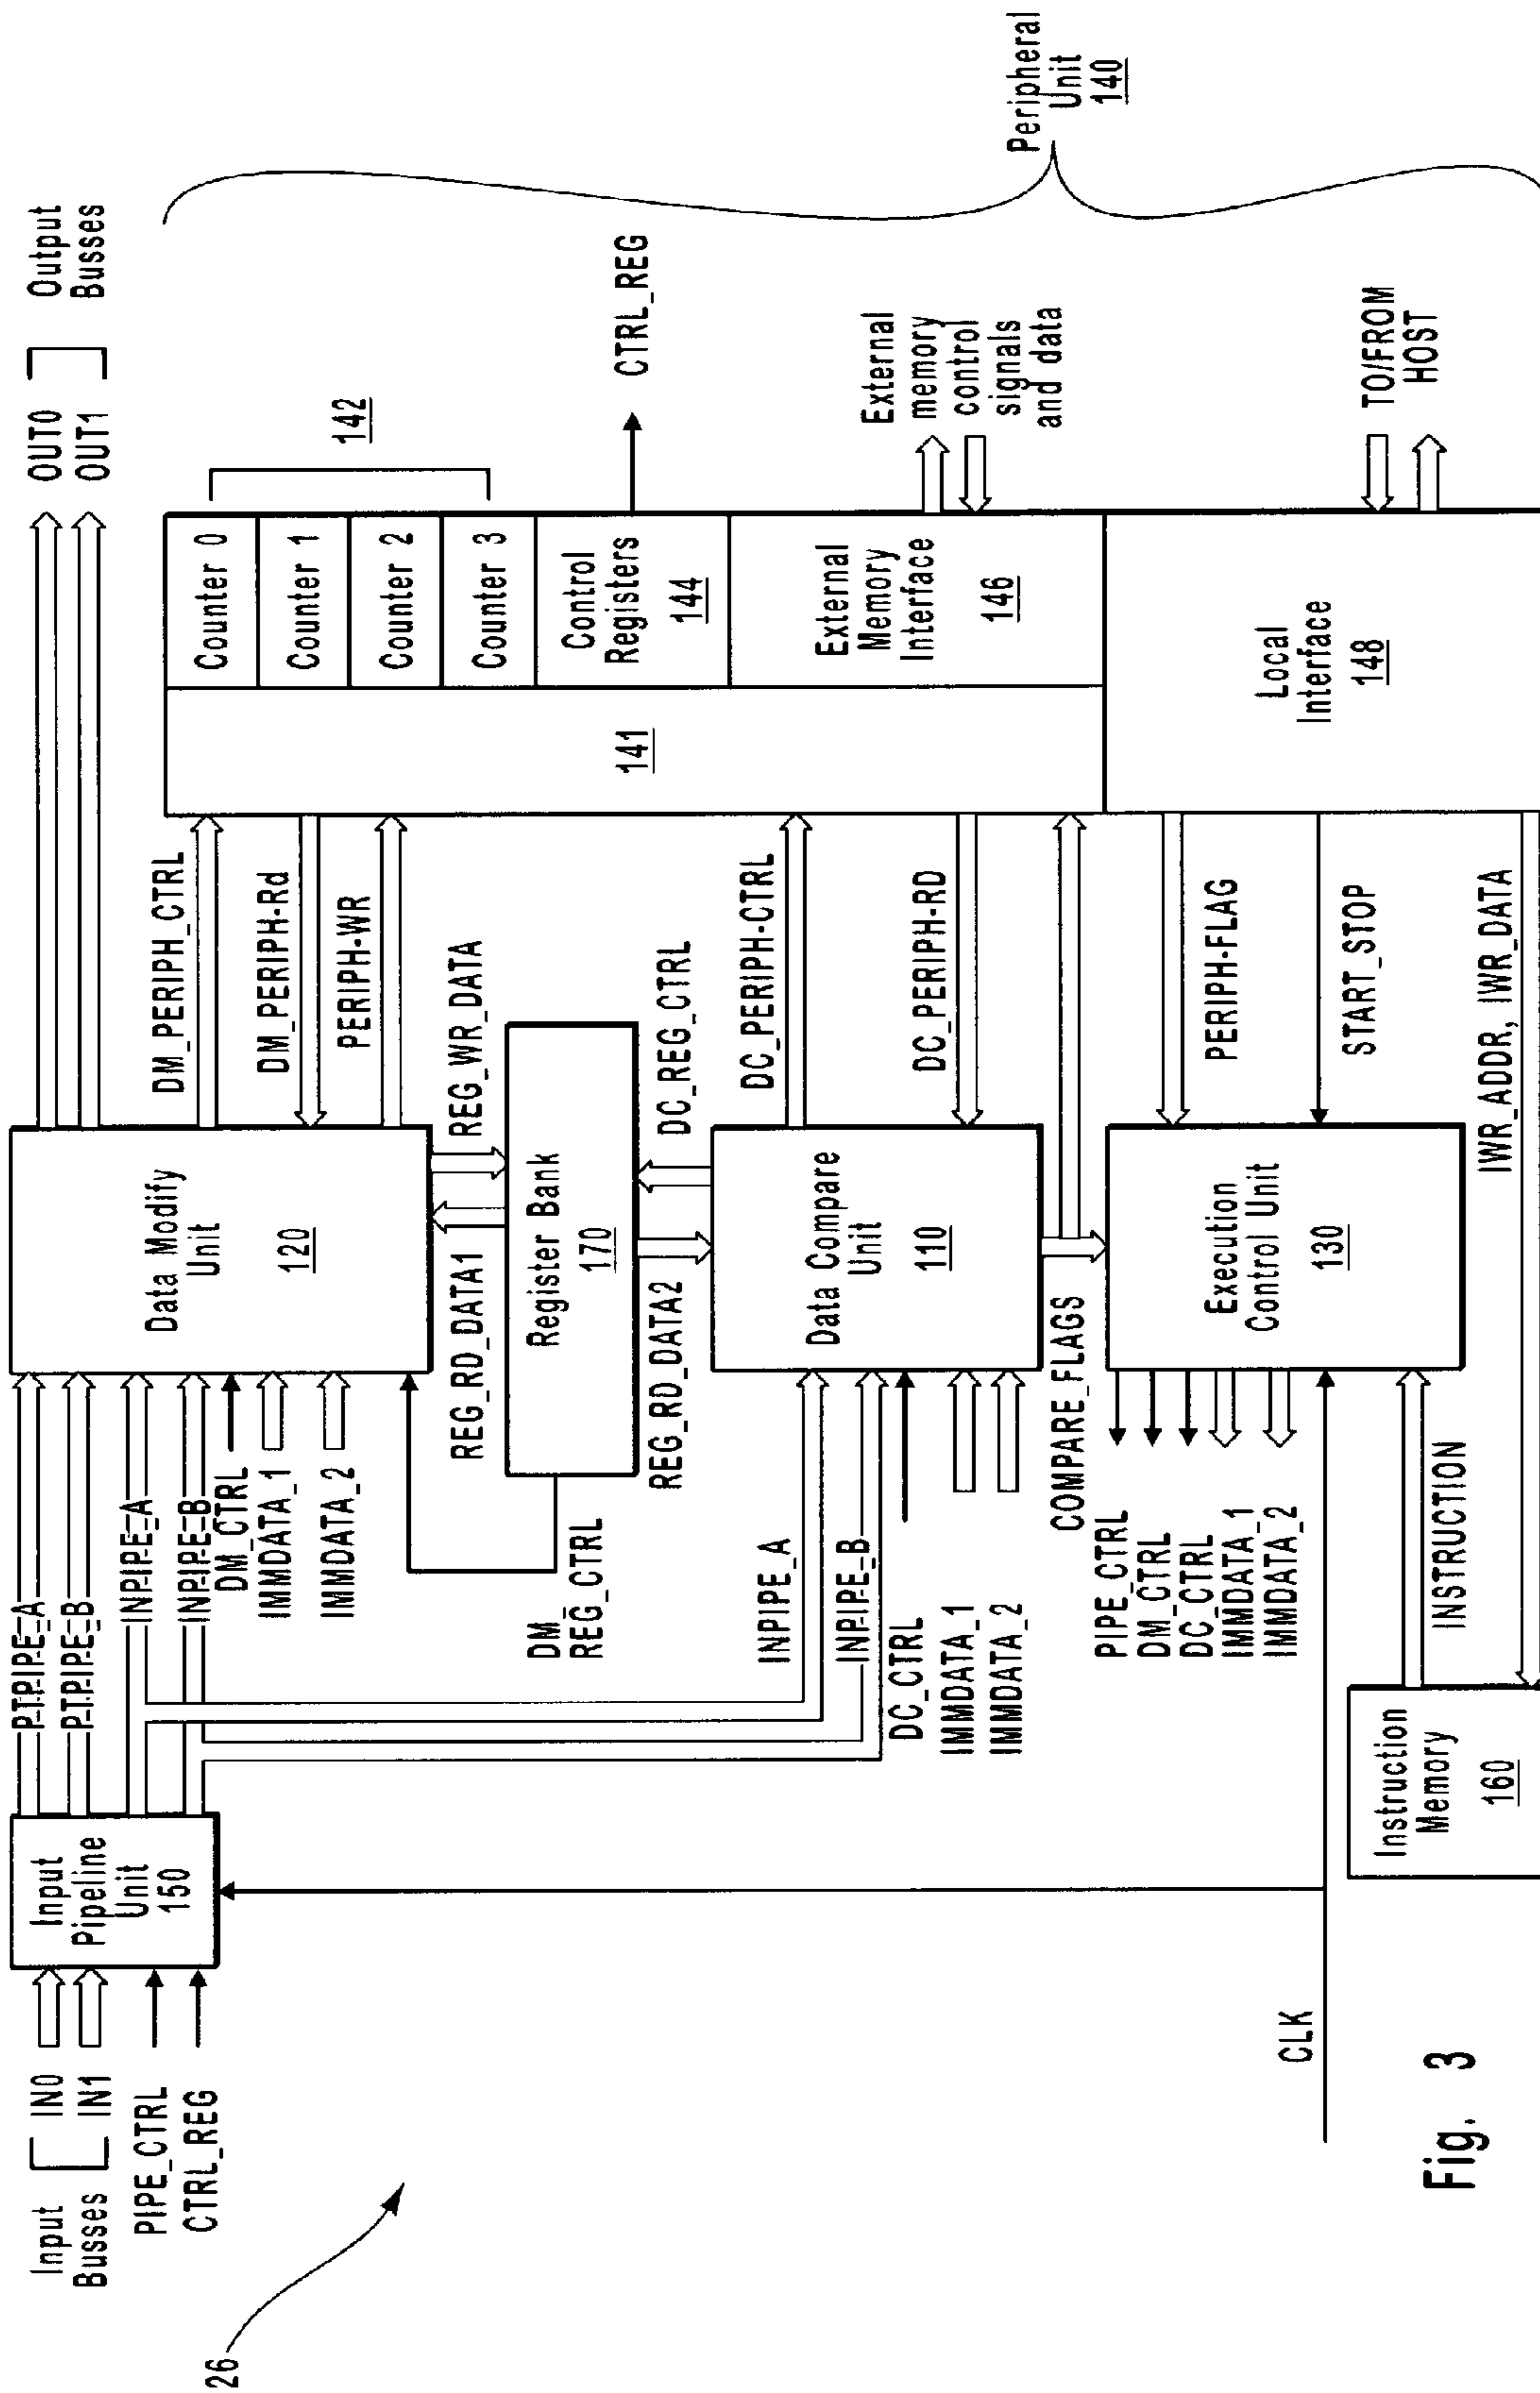 Input
Busses
IN0
IN1
PIPE_CTRL
CTRL_REG
26
Input
Pipeline
Unit
150
PTPIPE_A
PTPIPE_B
INPIPE_A
INPIPE_B
DM_CTRL
IMMDATA_1
IMMDATA_2
Data Modify
Unit
120
OUT0
OUT1
Output
Busses
DM_PERIPH_CTRL
DM_PERIPH-Rd
PERIPH-WR
REG_RD_DATA1
REG_WR_DATA
DM_
REG_CTRL
Register Bank
170
REG_RD_DATA2
DC_REG_CTRL
INPIPE_A
INPIPE_B
DC_CTRL
IMMDATA_1
IMMDATA_2
Data Compare
Unit
110
DC_PERIPH-CTRL
DC_PERIPH-RD
COMPARE_FLAGS
PIPE_CTRL
DM_CTRL
DC_CTRL
IMMDATA_1
IMMDATA_2
Execution
Control Unit
130
PERIPH-FLAG
START_STOP
INSTRUCTION
IWR_ADDR, IWR_DATA
CLK
Instruction
Memory
160
141
Counter 0
Counter 1
Counter 2
Counter 3
142
Control
Registers
144
CTRL_REG
External
Memory
Interface
146
External
memory
control
signals
and data
Local
Interface
148
TO/FROM
HOST
Peripheral
Unit
140
Fig. 3